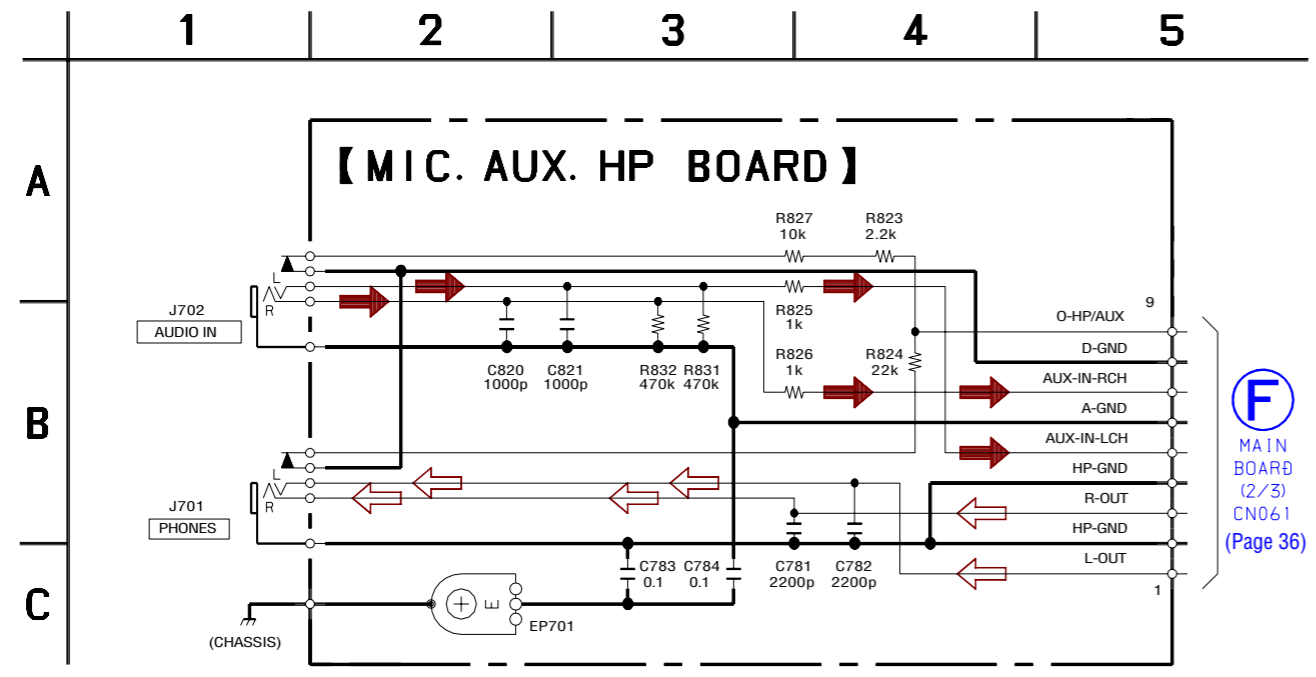 1 2 3 4 5
A
【MIC. AUX. HP BOARD】
R827
10k
R823
2.2k
L
R
J702
AUDIO IN
R825
1k
9
O-HP/AUX
D-GND
C820
1000p
C821
1000p
R832
470k
R831
470k
R826
1k
R824
22k
AUX-IN-RCH
A-GND
B
AUX-IN-LCH
F
MAIN
BOARD
(2/3)
CN061
(Page 36)
HP-GND
L
R
J701
PHONES
R-OUT
HP-GND
L-OUT
C
C783
0.1
C784
0.1
C781
2200p
C782
2200p
1
E
EP701
(CHASSIS)